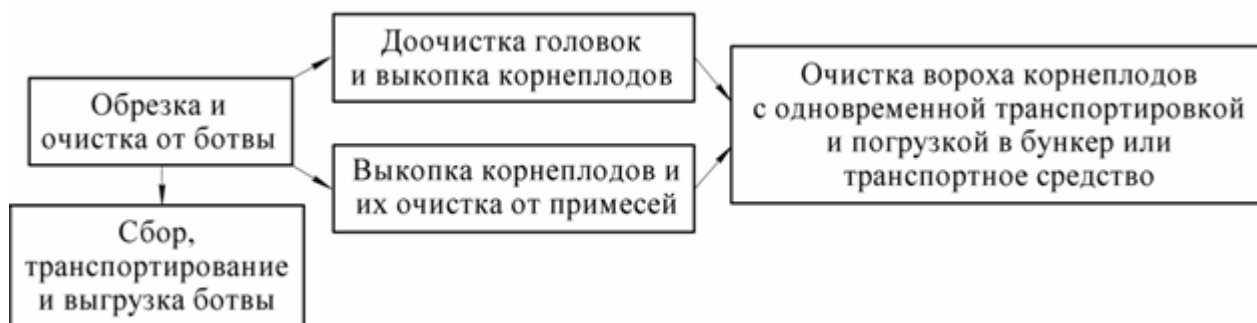 Обрезка и
очистка от ботвы
Сбор,
транспортирование
и выгрузка ботвы
Доочистка головок
и выкопка корнеплодов
Выкопка корнеплодов и
их очистка от примесей
Очистка вороха корнеплодов
с одновременной транспортировкой
и погрузкой в бункер или
транспортное средство